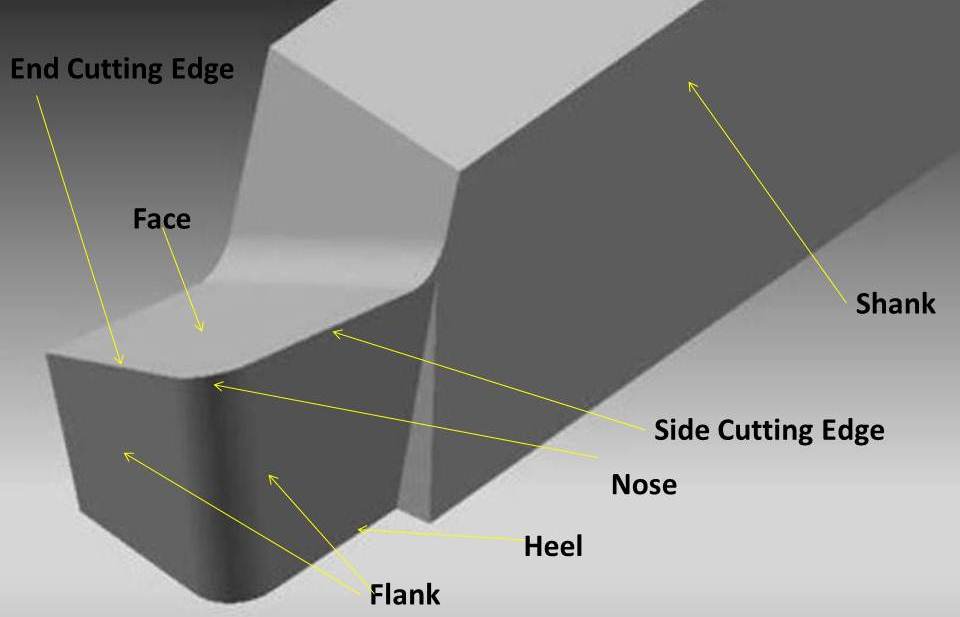 End Cutting Edge
Face
Shank
Side Cutting Edge
Nose
Heel
Flank